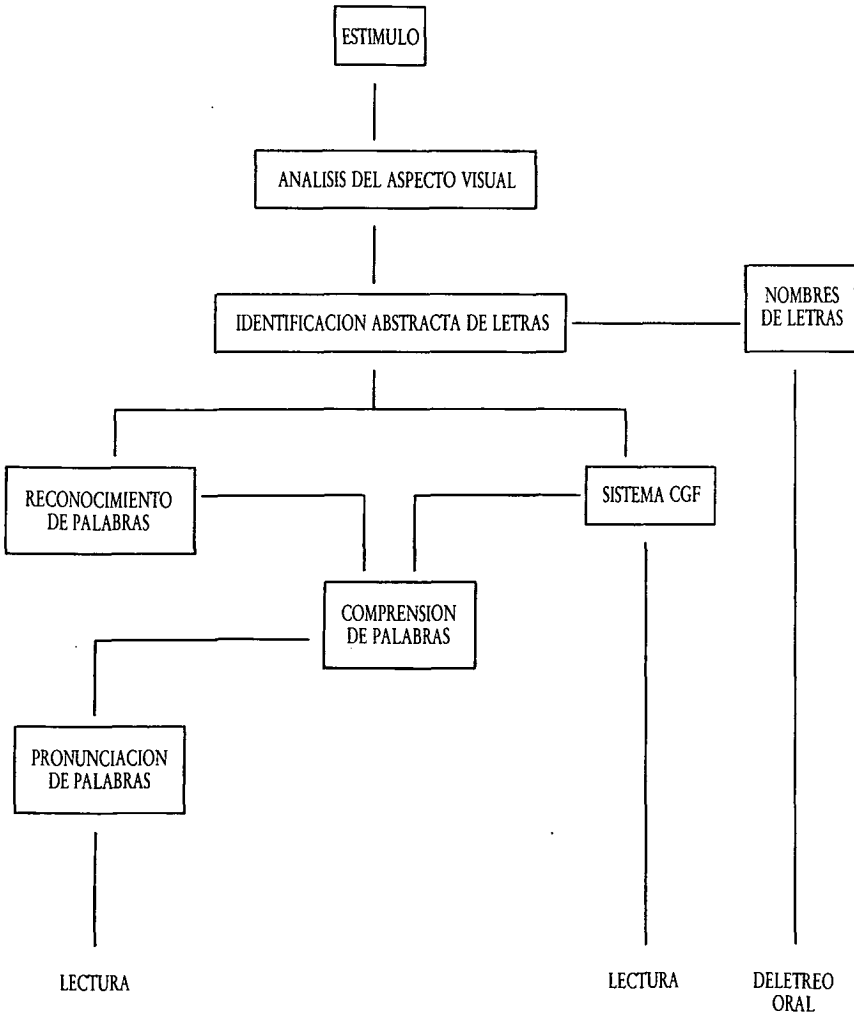 ESTIMULO
ANALISIS DEL ASPECTO VISUAL
IDENTIFICACION ABSTRACTA DE LETRAS
NOMBRES
DE LETRAS
RECONOCIMIENTO
DE PALABRAS
SISTEMA CGF
COMPRENSION
DE PALABRAS
PRONUNCIACION
DE PALABRAS
LECTURA
LECTURA
DELETREO
ORAL